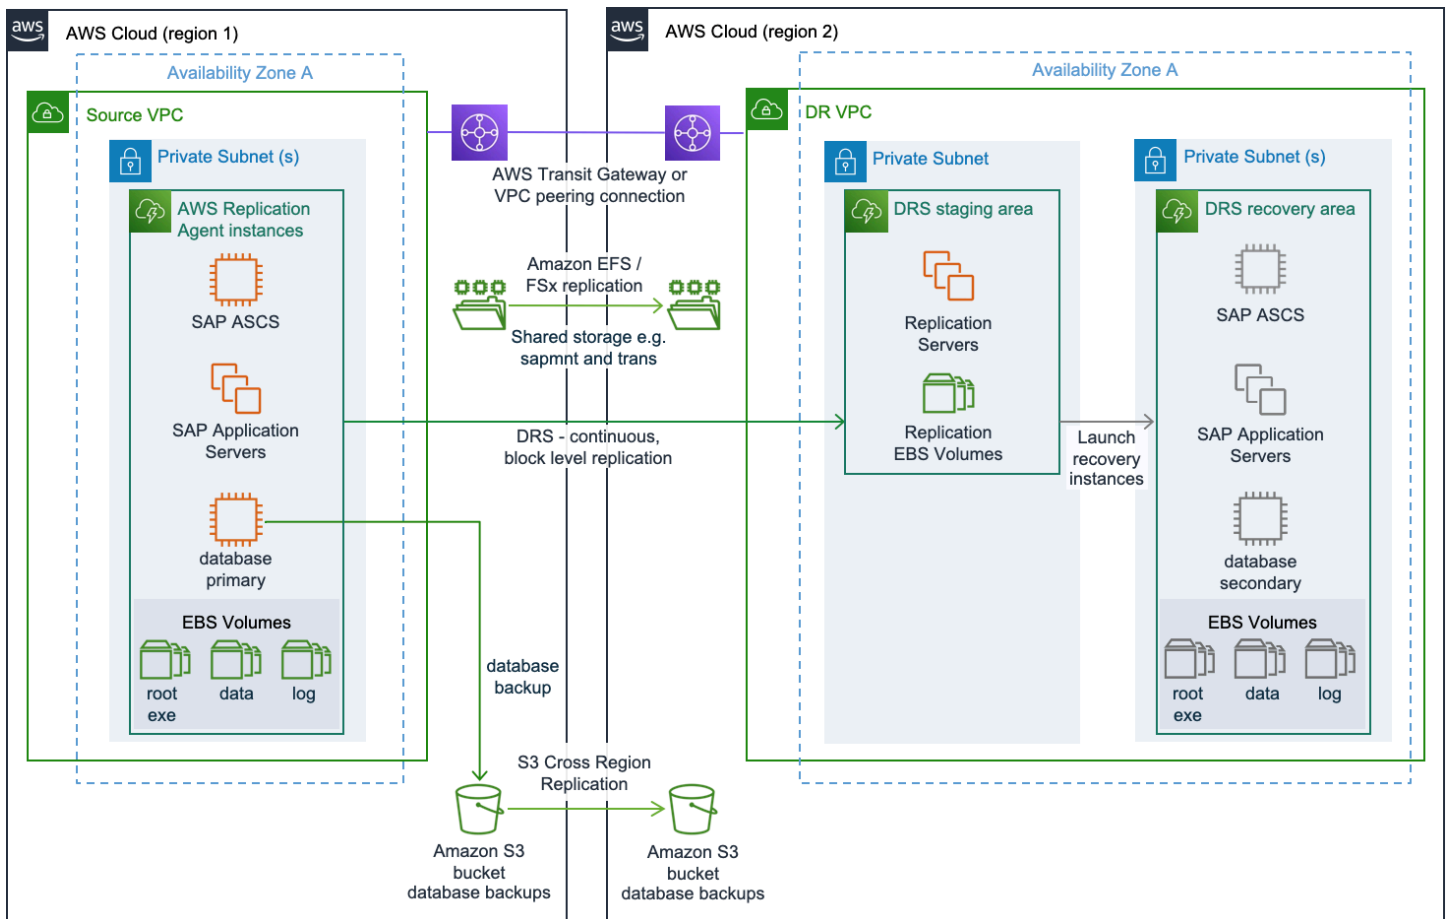 aws
AWS Cloud (region 1)
Availability Zone A
Source VPC
Private Subnet (s)
AWS Replication
Agent instances
SAP ASCS
SAP Application
Servers
database
primary
EBS Volumes
root
exe
data
log
AWS Transit Gateway or
VPC peering connection
Amazon EFS /
FSx replication
Shared storage e.g.
sapmnt and trans
DRS - continuous,
block level replication
database
backup
S3 Cross Region
Replication
Amazon S3
bucket
database backups
Amazon S3
bucket
database backups
aws
AWS Cloud (region 2)
Availability Zone A
DR VPC
Private Subnet
DRS staging area
Replication
Servers
Replication
EBS Volumes
Launch
recovery
instances
Private Subnet (s)
DRS recovery area
SAP ASCS
SAP Application
Servers
database
secondary
EBS Volumes
root
exe
data
log